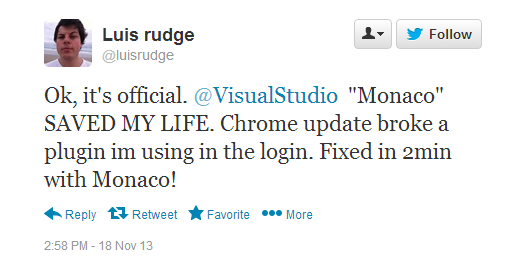 Luis rudge
@luisrudge
Follow
Ok, it's official. @VisualStudio "Monaco"
SAVED MY LIFE. Chrome update broke a
plugin im using in the login. Fixed in 2min
with Monaco!
Reply Retweet Favorite More
2:58 PM - 18 Nov 13